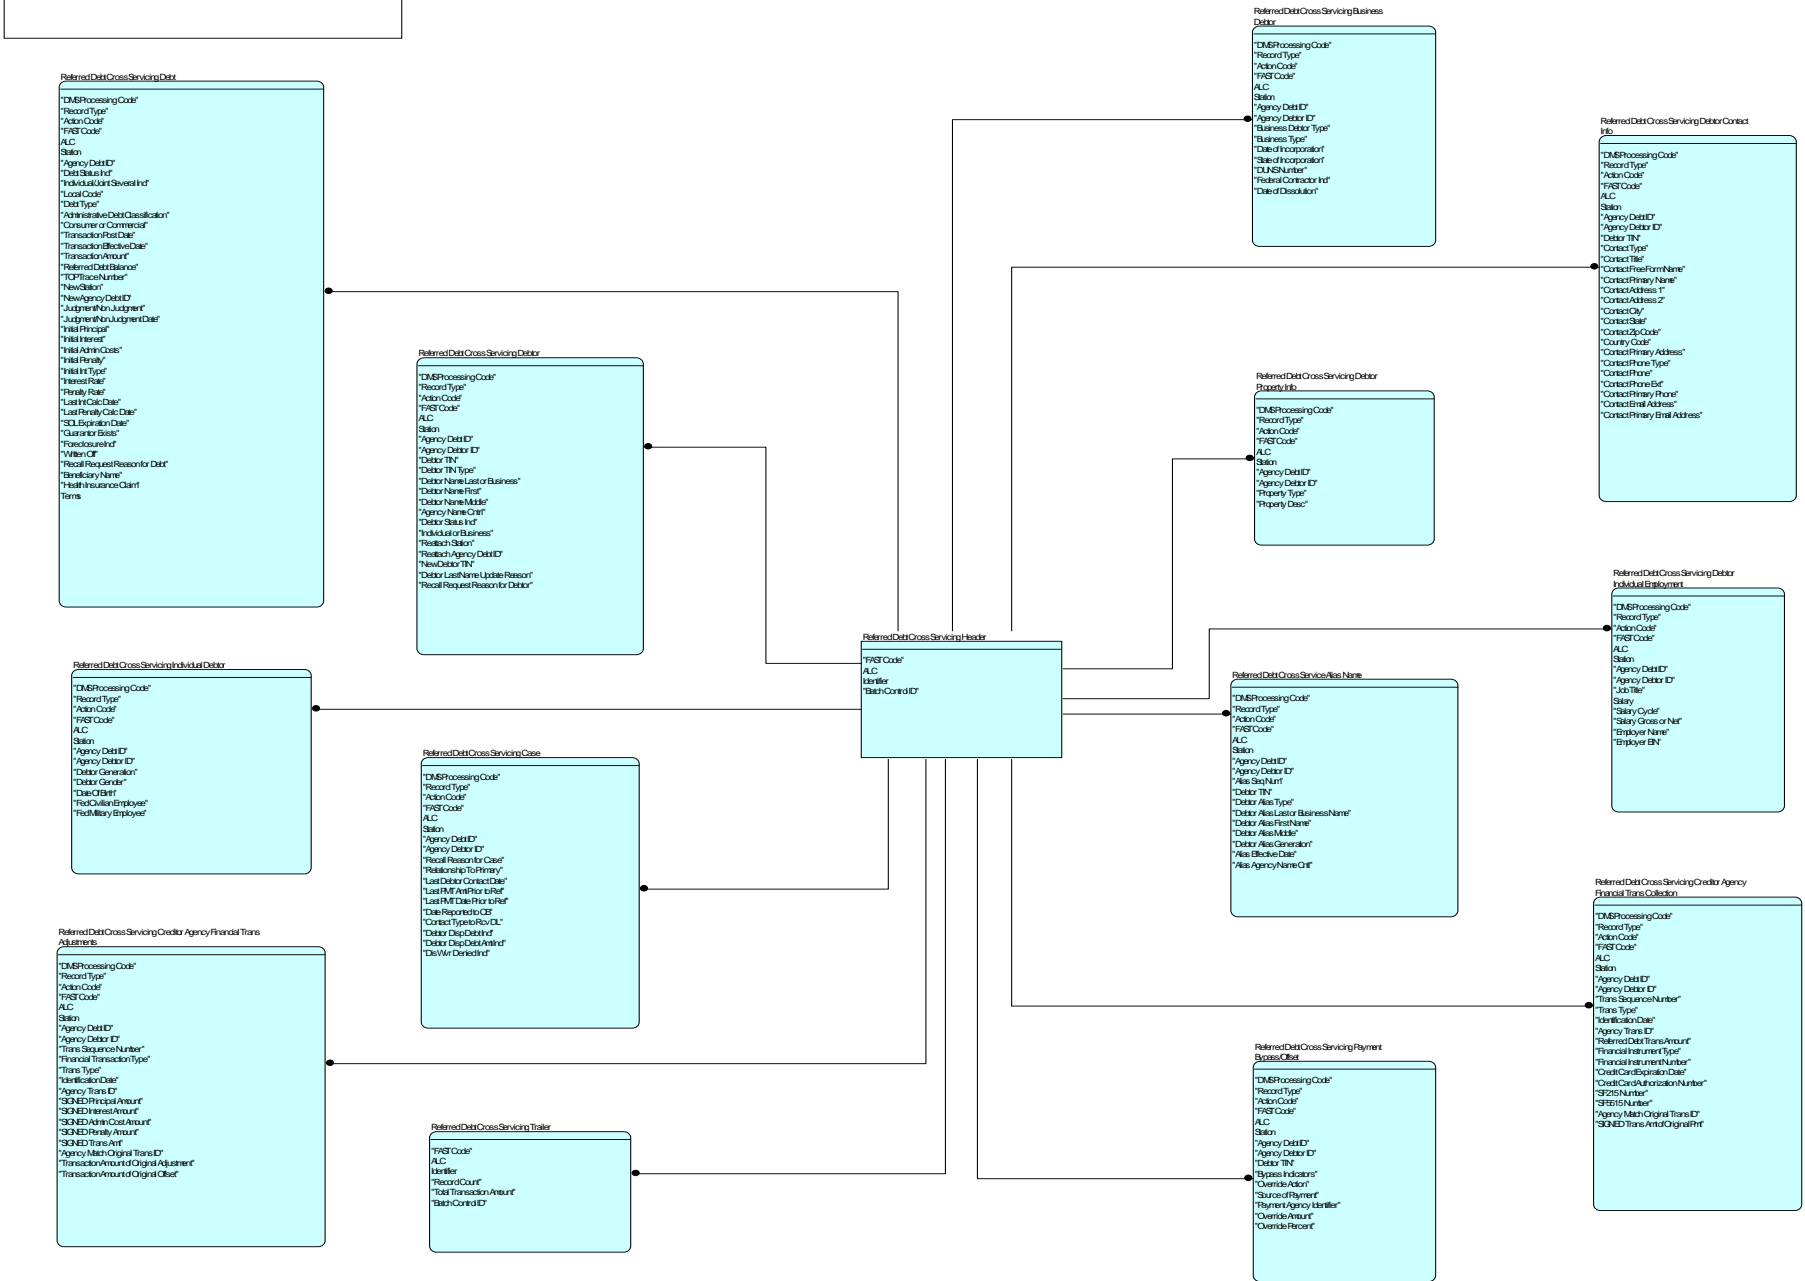 Referred Debt Cross Servicing Debt
"DMS Processing Code"
"Record Type"
"Action Code"
"FAST Code"
ALC
Station
"Agency Debt ID"
"Debt Status Ind"
"Individual/Joint Several Ind"
"Local Code"
"Debt Type"
"Administrative Debt Classification"
"Consumer or Commercial"
"Transaction Post Date"
"Transaction Effective Date"
"Transaction Amount"
"Referred Debt Balance"
"TOP Trace Number"
"New Station"
"New Agency Debt ID"
"Judgment/Non Judgment"
"Judgment/Non Judgment Date"
"Initial Principal"
"Initial Interest"
"Initial Admin Costs"
"Initial Penalty"
"Initial Int Type"
"Interest Rate"
"Penalty Rate"
"Last Int Calc Date"
"Last Penalty Calc Date"
"SOL Expiration Date"
"Guarantor Exists"
"Foreclosure Ind"
"Written Off"
"Recall Request Reason for Debt"
"Beneficiary Name"
"Health Insurance Claim"
Terms
Referred Debt Cross Servicing Debtor
"DMS Processing Code"
"Record Type"
"Action Code"
"FAST Code"
ALC
Station
"Agency Debt ID"
"Agency Debtor ID"
"Debtor TIN"
"Debtor TIN Type"
"Debtor Name Last or Business"
"Debtor Name First"
"Debtor Name Middle"
"Agency Name Cntrl"
"Debtor Status Ind"
"Individual or Business"
"Reattach Station"
"Reattach Agency Debt ID"
"New Debtor TIN"
"Debtor Last Name Update Reason"
"Recall Request Reason for Debtor"
Referred Debt Cross Servicing Individual Debtor
"DMS Processing Code"
"Record Type"
"Action Code"
"FAST Code"
ALC
Station
"Agency Debt ID"
"Agency Debtor ID"
"Debtor Generation"
"Debtor Gender"
"Date Of Birth"
"Fed Civilian Employee"
"Fed Military Employee"
Referred Debt Cross Servicing Case
"DMS Processing Code"
"Record Type"
"Action Code"
"FAST Code"
ALC
Station
"Agency Debt ID"
"Agency Debtor ID"
"Recall Reason for Case"
"Relationship To Primary"
"Last Debtor Contact Date"
"Last PMT Amt Prior to Ref"
"Last PMT Date Prior to Ref"
"Date Reported to CB"
"Contact Type to Rcv DL"
"Debtor Disp Debt Ind"
"Debtor Disp Debt Amt Ind"
"Dis Wvr Denied Ind"
Referred Debt Cross Servicing Creditor Agency Financial Trans
Adjustments
"DMS Processing Code"
"Record Type"
"Action Code"
"FAST Code"
ALC
Station
"Agency Debt ID"
"Agency Debtor ID"
"Trans Sequence Number"
"Financial Transaction Type"
"Trans Type"
"Identification Date"
"Agency Trans ID"
"SIGNED Principal Amount"
"SIGNED Interest Amount"
"SIGNED Admin Cost Amount"
"SIGNED Penalty Amount"
"SIGNED Trans Amt"
"Agency Match Original Trans ID"
"Transaction Amount of Original Adjustment"
"Transaction Amount of Original Offset"
Referred Debt Cross Servicing Trailer
"FAST Code"
ALC
Identifier
"Record Count"
"Total Transaction Amount"
"Batch Control ID"
Referred Debt Cross Servicing Header
"FAST Code"
ALC
Identifier
"Batch Control ID"
Referred Debt Cross Servicing Business
Debtor
"DMS Processing Code"
"Record Type"
"Action Code"
"FAST Code"
ALC
Station
"Agency Debt ID"
"Agency Debtor ID"
"Business Debtor Type"
"Business Type"
"Date of Incorporation"
"State of Incorporation"
"DUNS Number"
"Federal Contractor Ind"
"Date of Dissolution"
Referred Debt Cross Servicing Debtor Contact
Info
"DMS Processing Code"
"Record Type"
"Action Code"
"FAST Code"
ALC
Station
"Agency Debt ID"
"Agency Debtor ID"
"Debtor TIN"
"Contact Type"
"Contact Title"
"Contact Free Form Name"
"Contact Primary Name"
"Contact Address 1"
"Contact Address 2"
"Contact City"
"Contact State"
"Contact Zip Code"
"Country Code"
"Contact Primary Address"
"Contact Phone Type"
"Contact Phone"
"Contact Phone Ext"
"Contact Primary Phone"
"Contact Email Address"
"Contact Primary Email Address"
Referred Debt Cross Servicing Debtor
Property Info
"DMS Processing Code"
"Record Type"
"Action Code"
"FAST Code"
ALC
Station
"Agency Debt ID"
"Agency Debtor ID"
"Property Type"
"Property Desc"
Referred Debt Cross Servicing Debtor
Individual Employment
"DMS Processing Code"
"Record Type"
"Action Code"
"FAST Code"
ALC
Station
"Agency Debt ID"
"Agency Debtor ID"
"Job Title"
Salary
"Salary Cycle"
"Salary Gross or Net"
"Employer Name"
"Employer EIN"
Referred Debt Cross Service Alias Name
"DMS Processing Code"
"Record Type"
"Action Code"
"FAST Code"
ALC
Station
"Agency Debt ID"
"Agency Debtor ID"
"Alias Seq Num"
"Debtor TIN"
"Debtor Alias Type"
"Debtor Alias Last or Business Name"
"Debtor Alias First Name"
"Debtor Alias Middle"
"Debtor Alias Generation"
"Alias Effective Date"
"Alias Agency Name Cntl"
Referred Debt Cross Servicing Creditor Agency
Financial Trans Collection
"DMS Processing Code"
"Record Type"
"Action Code"
"FAST Code"
ALC
Station
"Agency Debt ID"
"Agency Debtor ID"
"Trans Sequence Number"
"Trans Type"
"Identification Date"
"Agency Trans ID"
"Referred Debt Trans Amount"
"Financial Instrument Type"
"Financial Instrument Number"
"Credit Card Expiration Date"
"Credit Card Authorization Number"
"SF215 Number"
"SF5515 Number"
"Agency Match Original Trans ID"
"SIGNED Trans Amt of Original Pmt"
Referred Debt Cross Servicing Payment
Bypass/Offset
"DMS Processing Code"
"Record Type"
"Action Code"
"FAST Code"
ALC
Station
"Agency Debt ID"
"Agency Debtor ID"
"Debtor TIN"
"Bypass Indicators"
"Override Action"
"Source of Payment"
"Payment Agency Identifier"
"Override Amount"
"Override Percent"